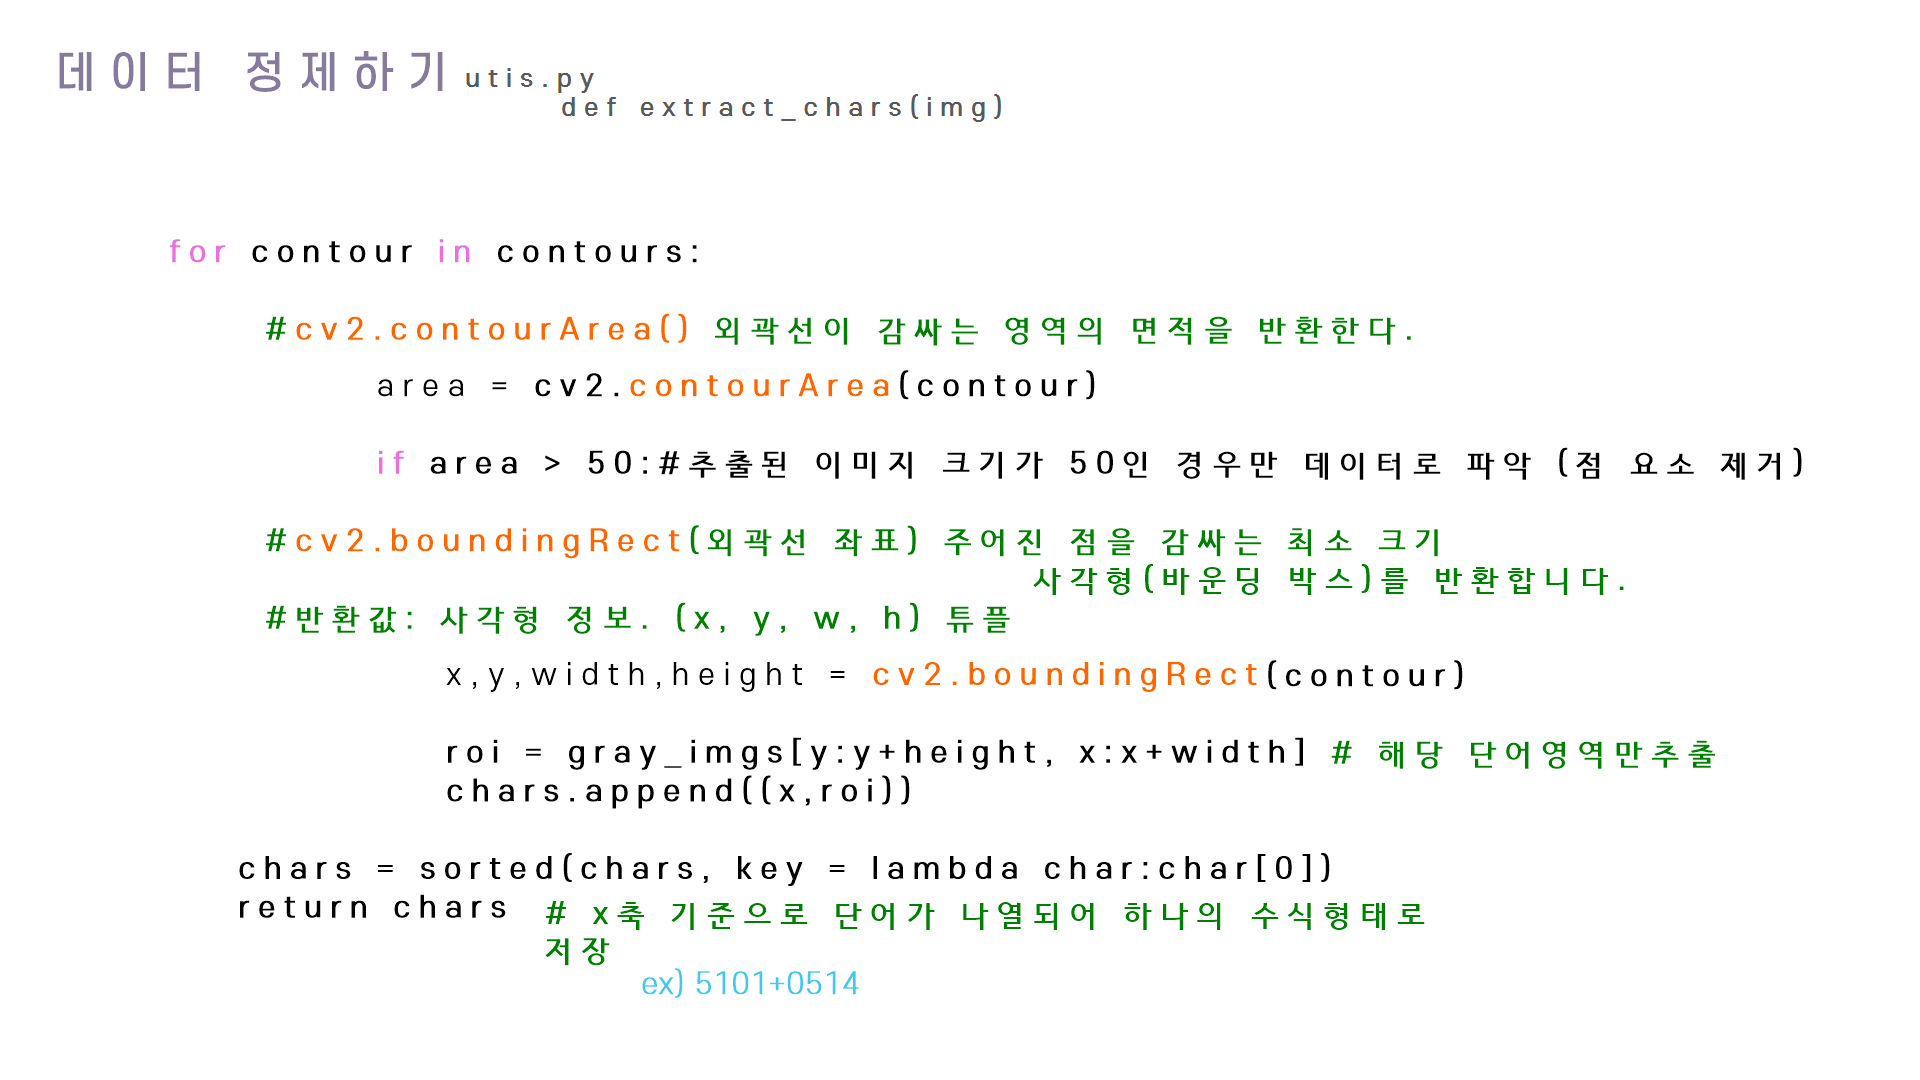 데이터 정제하기 utis.py
def extract_chars(img)
for contour in contours:
#cv2.contourArea() 외곽선이 감싸는 영역의 면적을 반환한다.
area = cv2.contourArea(contour)
if area > 50:#추출된 이미지 크기가 50인 경우만 데이터로 파악 (점 요소 제거)
#cv2.boundingRect(외곽선 좌표) 주어진 점을 감싸는 최소 크기
사각형(바운딩 박스)를 반환합니다.
#반환값: 사각형 정보. (x, y, w, h) 튜플
x,y,width,height = cv2.boundingRect(contour)
roi = gray_imgs[y:y+height, x:x+width] # 해당 단어영역만추출
chars.append((x,roi))
chars = sorted(chars, key = lambda char:char[0])
return chars # x축 기준으로 단어가 나열되어 하나의 수식형태로
저장
ex) 5101+0514